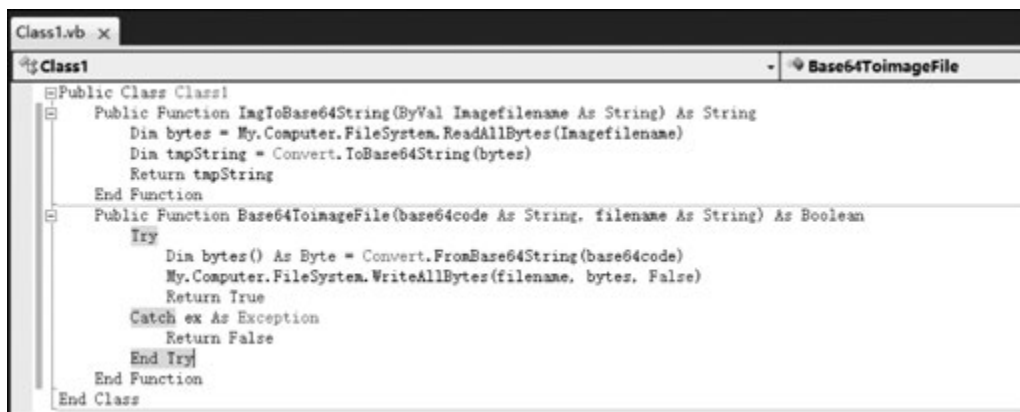 Class1.vb x
Class1 Base64ToimageFile
Public Class Class1
Public Function ImgToBase64String(ByVal Imagefilename As String) As String
Dim bytes = My.Computer.FileSystem.ReadAllBytes(Imagefilename)
Dim tmpString = Convert.ToBase64String(bytes)
Return tmpString
End Function
Public Function Base64ToimageFile(base64code As String, filename As String) As Boolean
Try
Dim bytes() As Byte = Convert.FromBase64String(base64code)
My.Computer.FileSystem.WriteAllBytes(filename, bytes, False)
Return True
Catch ex As Exception
Return False
End Try
End Function
End Class